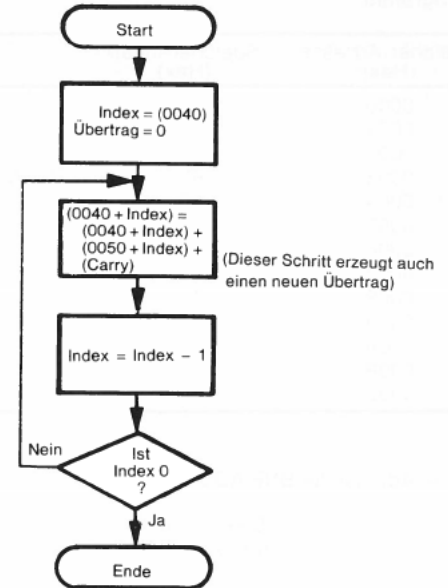 Start
Index = (0040)
Übertrag = 0
(0040 + Index) =
(0040 + Index) +
(0050 + Index) +
(Carry)
(Dieser Schritt erzeugt auch
einen neuen Übertrag)
Index = Index − 1
Nein
Ist
Index 0
?
Ja
Ende